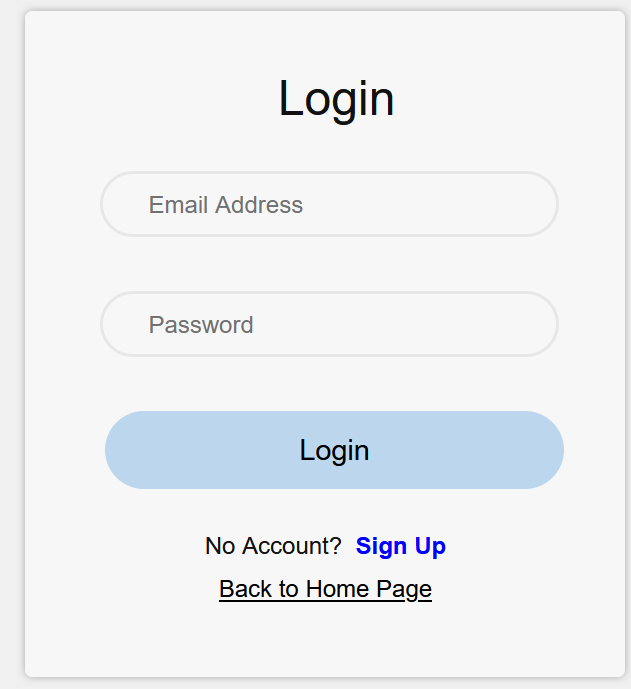 Login
Email Address
Password
Login
No Account? Sign Up
Back to Home Page